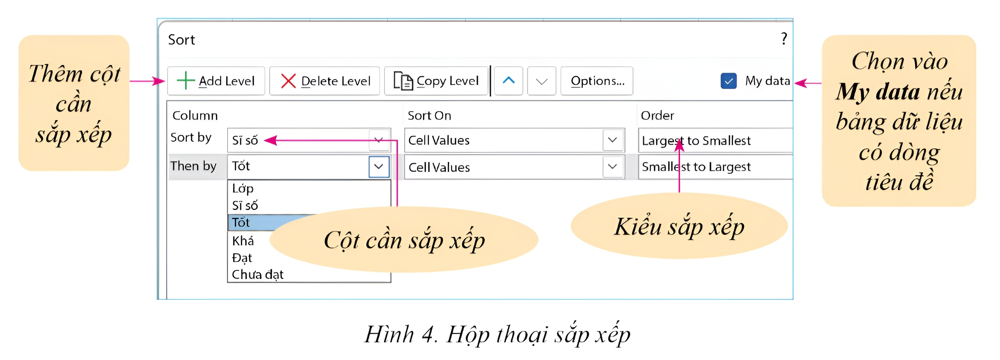 Sort
?
Thêm cột
cần
sắp xếp
Add Level
Delete Level
Copy Level
Options...
My data
Chọn vào
My data nếu
bảng dữ liệu
có dòng
tiêu đề
Column
Sort On
Order
Sort by
Sĩ số
Cell Values
Largest to Smallest
Then by
Tốt
Cell Values
Smallest to Largest
Lớp
Sĩ số
Tốt
Khá
Đạt
Chưa đạt
Cột cần sắp xếp
Kiểu sắp xếp
Hình 4. Hộp thoại sắp xếp